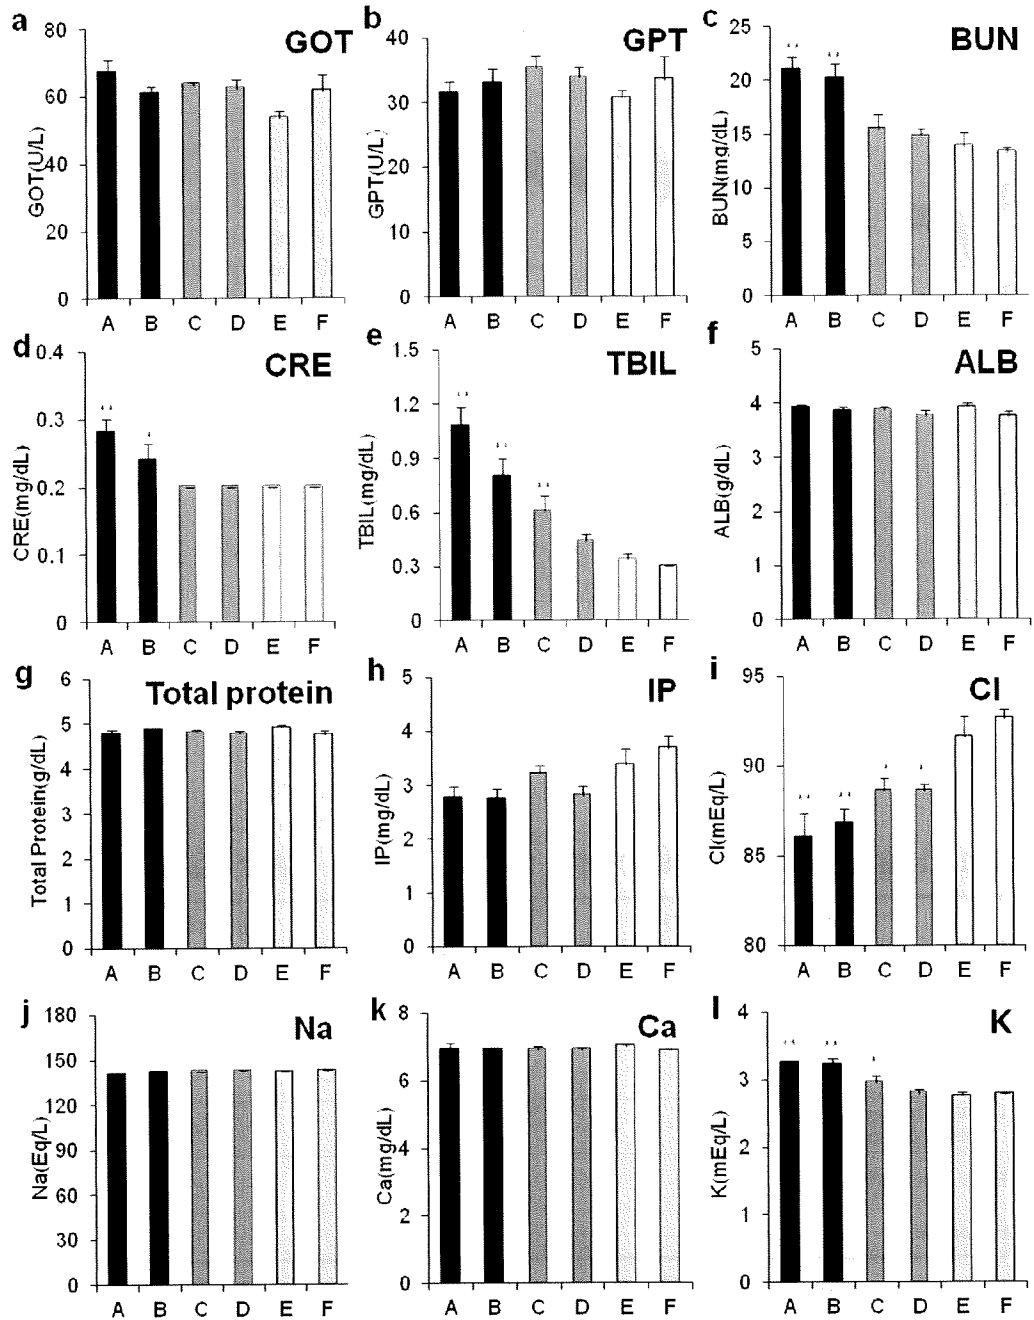 a
GOT
GOT(U/L)
80
60
40
20
0
A B C D E F
b
GPT
GPT(U/L)
40
30
20
10
0
A B C D E F
c
BUN
BUN(mg/dL)
25
20
15
10
5
0
** **
A B C D E F
d
CRE
CRE(mg/dL)
0.4
0.3
0.2
0.1
0
** *
A B C D E F
e
TBIL
TBIL(mg/dL)
1.5
1.2
0.9
0.6
0.3
0
** ** **
A B C D E F
f
ALB
ALB(g/dL)
5
4
3
2
1
0
A B C D E F
g
Total protein
Total Protein(g/dL)
6
5
4
3
2
1
0
A B C D E F
h
IP
IP(mg/dL)
5
4
3
2
1
0
A B C D E F
i
Cl
Cl(mEq/L)
95
90
85
80
** ** * *
A B C D E F
j
Na
Na(Eq/L)
180
150
120
90
60
30
0
A B C D E F
k
Ca
Ca(mg/dL)
8
6
4
2
0
A B C D E F
l
K
K(mEq/L)
4
3
2
1
0
** ** *
A B C D E F